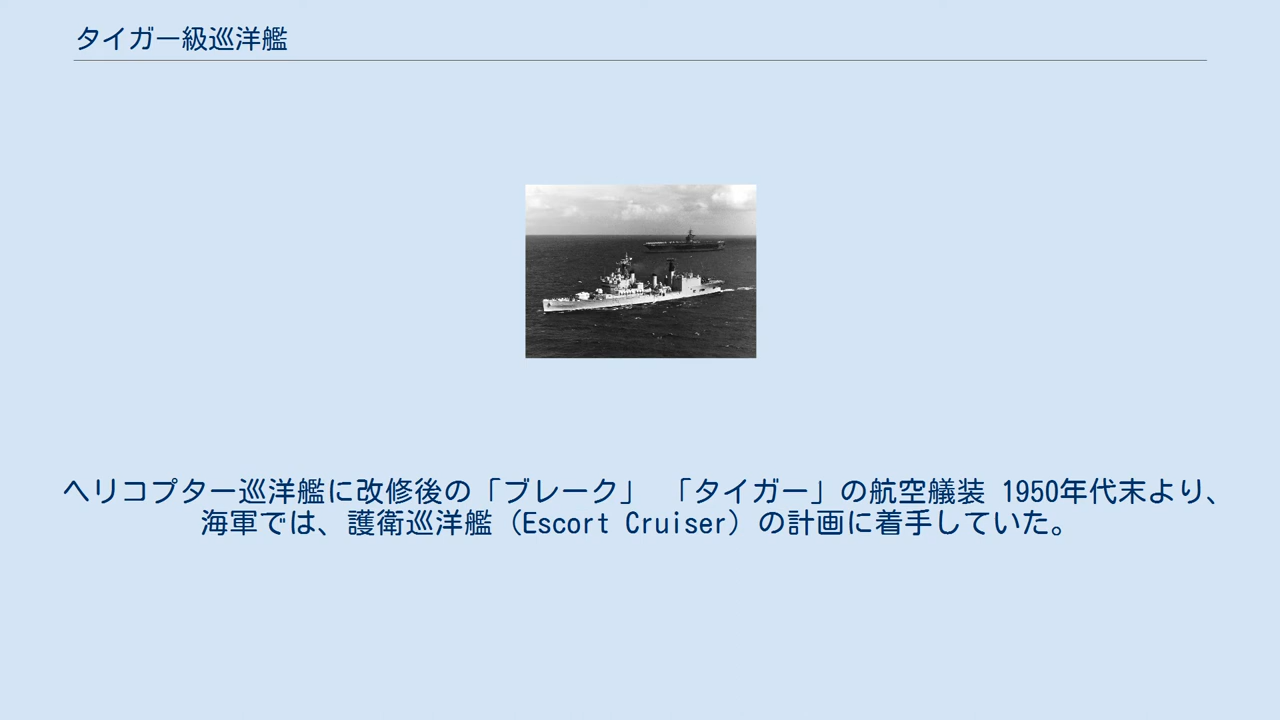 タイガー級巡洋艦
ヘリコプター巡洋艦に改修後の「ブレーク」 「タイガー」の航空艤装 1950年代末より、
海軍では、護衛巡洋艦（Escort Cruiser）の計画に着手していた。